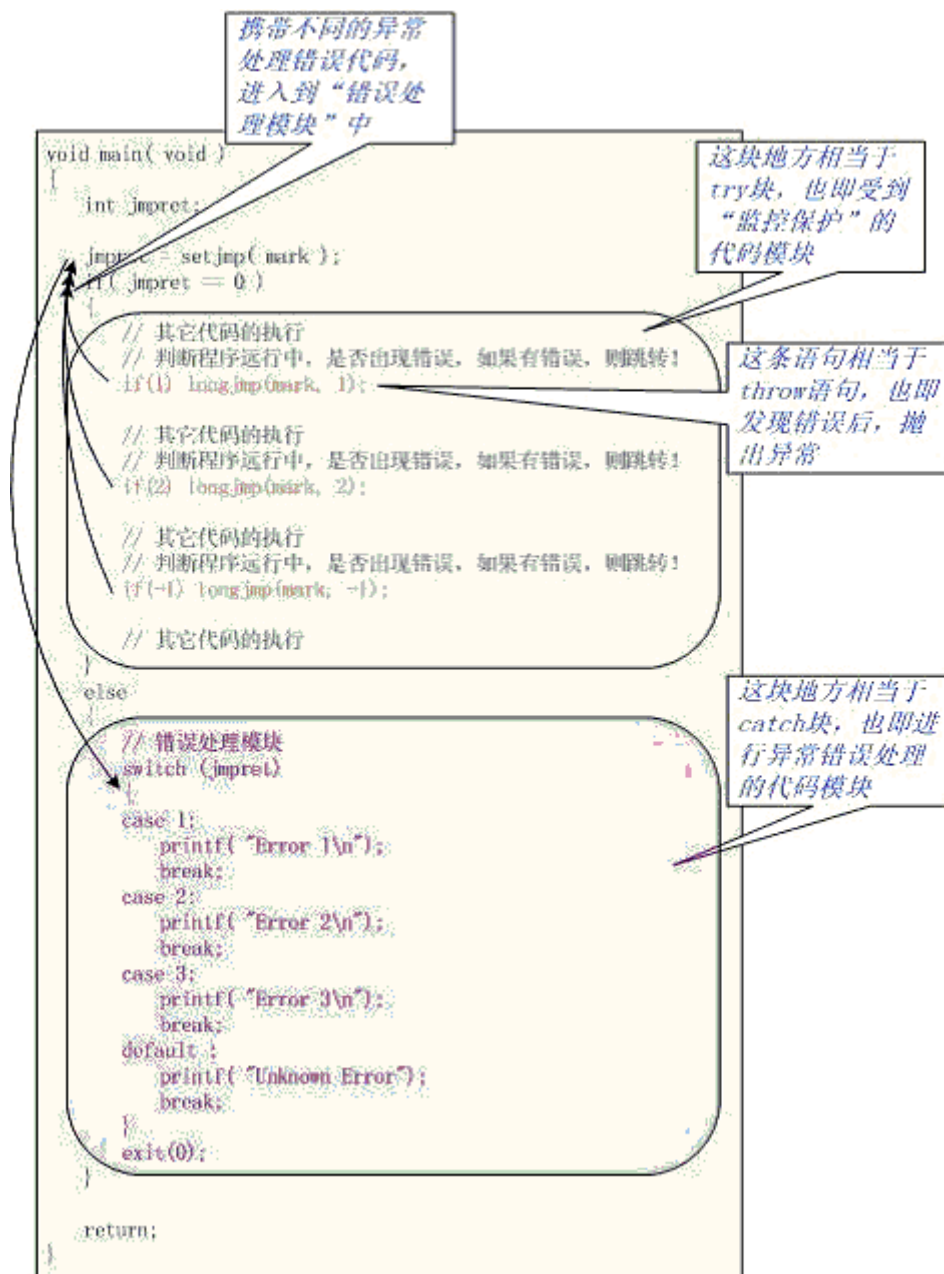 携带不同的异常
处理错误代码，
进入到“错误处
理模块”中
void main( void )
{
int jmpret;
jmpret = setjmp( mark );
if( jmpret == 0 )
{
// 其它代码的执行
// 判断程序远行中，是否出现错误，如果有错误，则跳转！
if(1) longjmp(mark, 1);
// 其它代码的执行
// 判断程序远行中，是否出现错误，如果有错误，则跳转！
if(2) longjmp(mark, 2);
// 其它代码的执行
// 判断程序远行中，是否出现错误，如果有错误，则跳转！
if(-1) longjmp(mark, -1);
// 其它代码的执行
}
else
{
// 错误处理模块
switch (jmpret)
{
case 1:
printf( "Error 1\n");
break;
case 2:
printf( "Error 2\n");
break;
case 3:
printf( "Error 3\n");
break;
default :
printf( "Unknown Error");
break;
}
exit(0);
}
return;
}
这块地方相当于
try块，也即受到
“监控保护”的
代码模块
这条语句相当于
throw语句，也即
发现错误后，抛
出异常
这块地方相当于
catch块，也即进
行异常错误处理
的代码模块